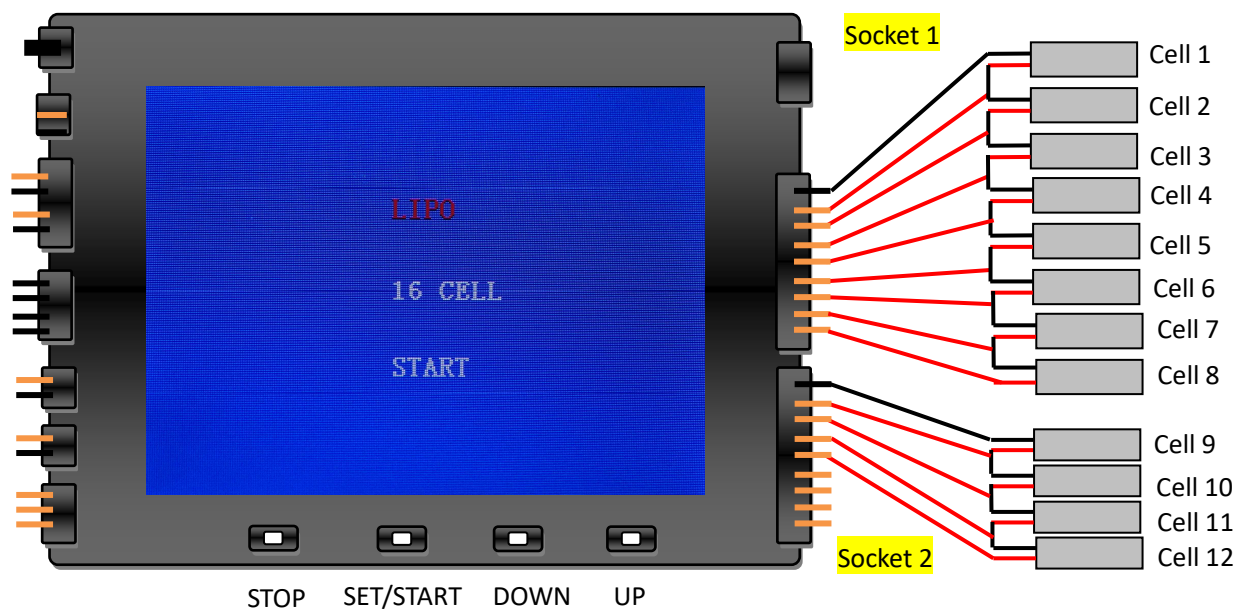 Socket 1
Cell 1
Cell 2
Cell 3
Cell 4
Cell 5
Cell 6
Cell 7
Cell 8
LIPO
16 CELL
START
Cell 9
Cell 10
Cell 11
Cell 12
Socket 2
STOP SET/START DOWN UP